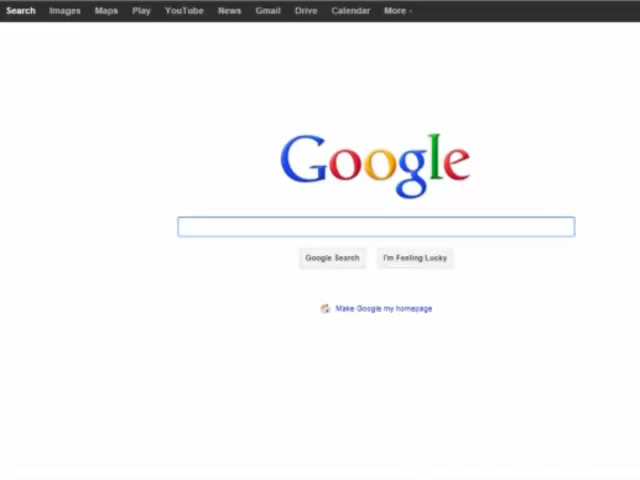 Search Images Maps Play YouTube News Gmail Drive Calendar More
Google
Google Search I'm Feeling Lucky
Make Google my homepage